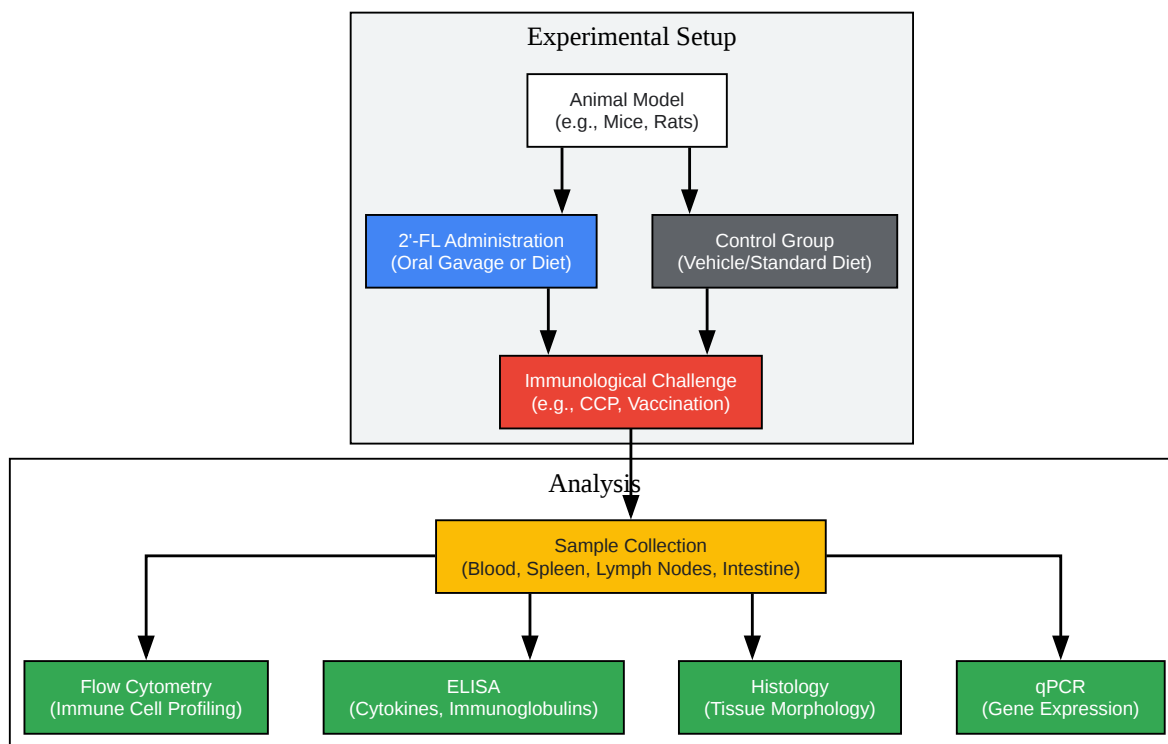 Experimental Setup
Animal Model
(e.g., Mice, Rats)
2'-FL Administration
(Oral Gavage or Diet)
Control Group
(Vehicle/Standard Diet)
Immunological Challenge
(e.g., CCP, Vaccination)
Analysis
Sample Collection
(Blood, Spleen, Lymph Nodes, Intestine)
Flow Cytometry
(Immune Cell Profiling)
ELISA
(Cytokines, Immunoglobulins)
Histology
(Tissue Morphology)
qPCR
(Gene Expression)